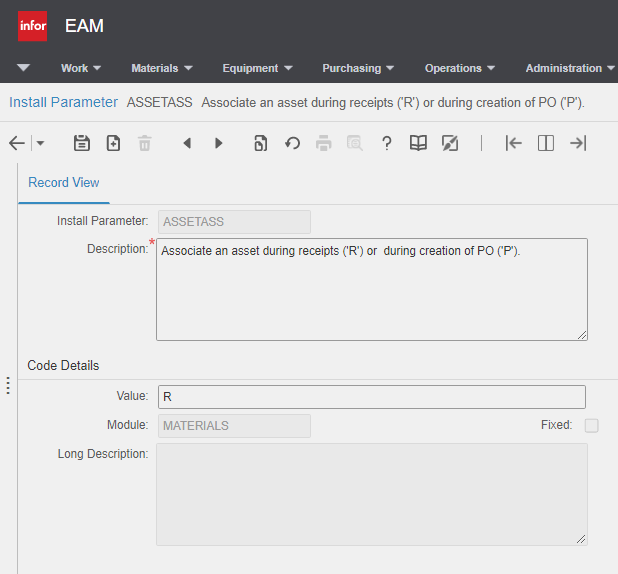 infor EAM
Work Materials Equipment Purchasing Operations Administration
Install Parameter ASSETASS Associate an asset during receipts ('R') or during creation of PO ('P').
?
Record View
Install Parameter: ASSETASS
Description:* Associate an asset during receipts ('R') or  during creation of PO ('P').
Code Details
Value: R
Module: MATERIALS Fixed:
Long Description: